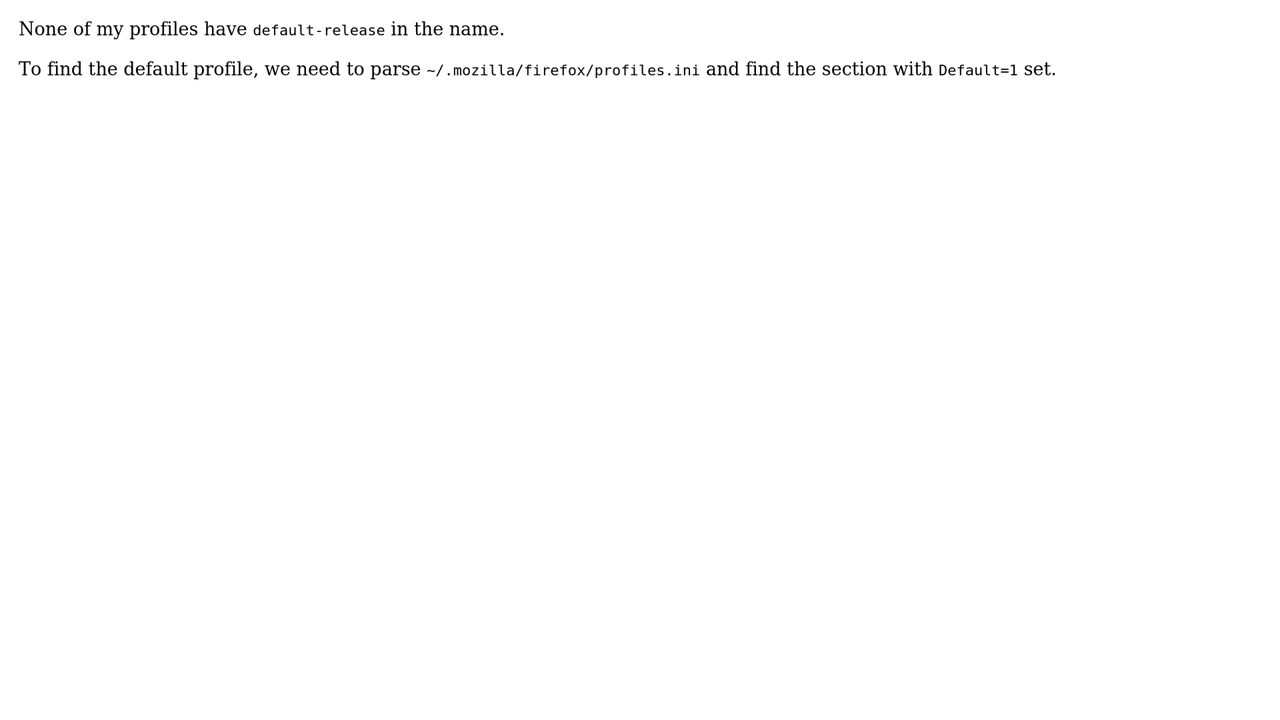 None of my profiles have default-release in the name.
To find the default profile, we need to parse ~/.mozilla/firefox/profiles.ini and find the section with Default=1 set.